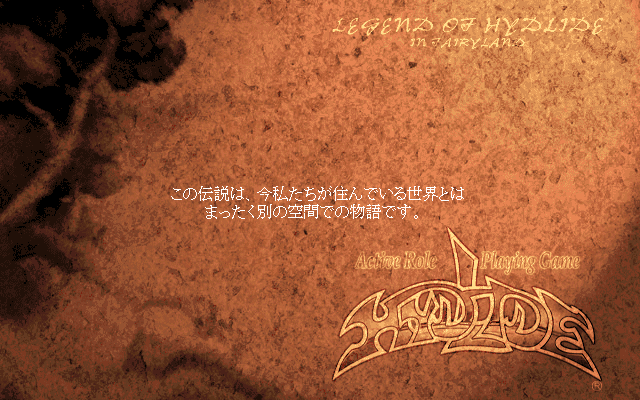 LEGEND OF HYDLIDE
IN FAIRYLAND
この伝説は、今私たちが住んでいる世界とは
まったく別の空間での物語です。
Active Role Playing Game
HYDLIDE
®